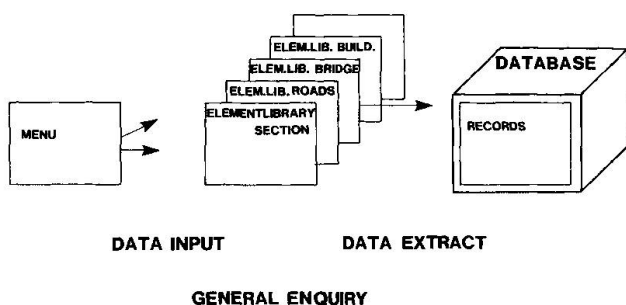 ELEM.LIB. BUILD.
ELEM.LIB. BRIDGE
ELEM.LIB. ROADS
ELEMENTLIBRARY
SECTION
MENU
DATABASE
RECORDS
DATA INPUT
DATA EXTRACT
GENERAL ENQUIRY